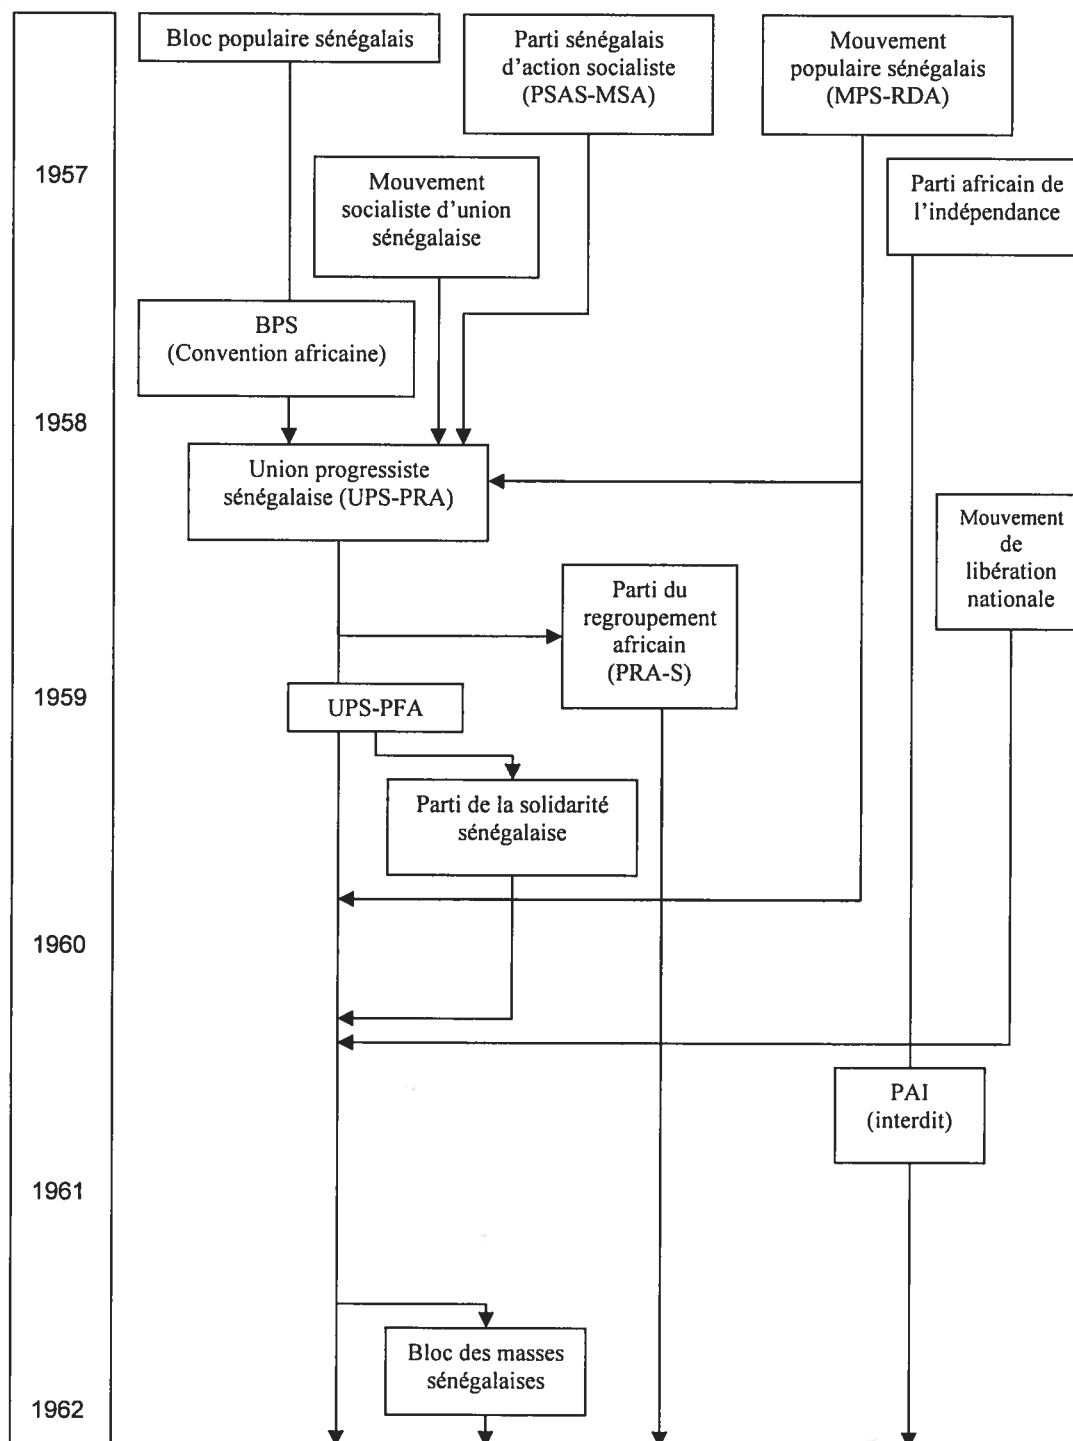 Bloc populaire sénégalais
Parti sénégalais
d'action socialiste
(PSAS-MSA)
Mouvement
populaire sénégalais
(MPS-RDA)
1957
Mouvement
socialiste d'union
sénégalaise
Parti africain de
l'indépendance
BPS
(Convention africaine)
1958
Union progressiste
sénégalaise (UPS-PRA)
Mouvement
de
libération
nationale
Parti du
regroupement
africain
(PRA-S)
1959
UPS-PFA
Parti de la solidarité
sénégalaise
1960
PAI
(interdit)
1961
Bloc des masses
sénégalaises
1962